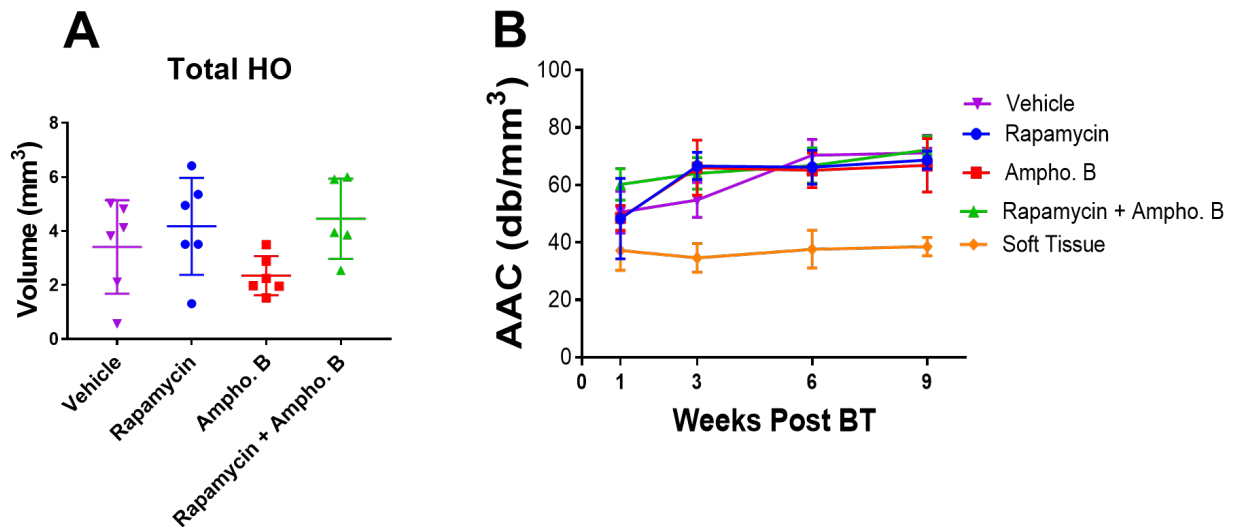 A
Total HO
Volume (mm³)
8
6
4
2
0
Vehicle
Rapamycin
Ampho. B
Rapamycin + Ampho. B
B
AAC (db/mm³)
100
80
60
40
20
0
0 1 3 6 9
Weeks Post BT
Vehicle
Rapamycin
Ampho. B
Rapamycin + Ampho. B
Soft Tissue